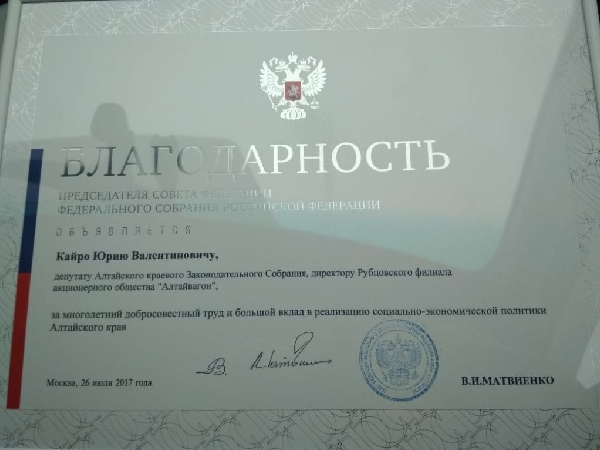 БЛАГОДАРНОСТЬ
ПРЕДСЕДАТЕЛЯ СОВЕТА ФЕДЕРАЦИИ
ФЕДЕРАЛЬНОГО СОБРАНИЯ РОССИЙСКОЙ ФЕДЕРАЦИИ
ОБЪЯВЛЯЕТСЯ
Кайро Юрию Валентиновичу,
депутату Алтайского краевого Законодательного Собрания, директору Рубцовского филиала
акционерного общества "Алтайвагон",
за многолетний добросовестный труд и большой вклад в реализацию социально-экономической политики
Алтайского края
Москва, 26 июля 2017 года
В.И.МАТВИЕНКО